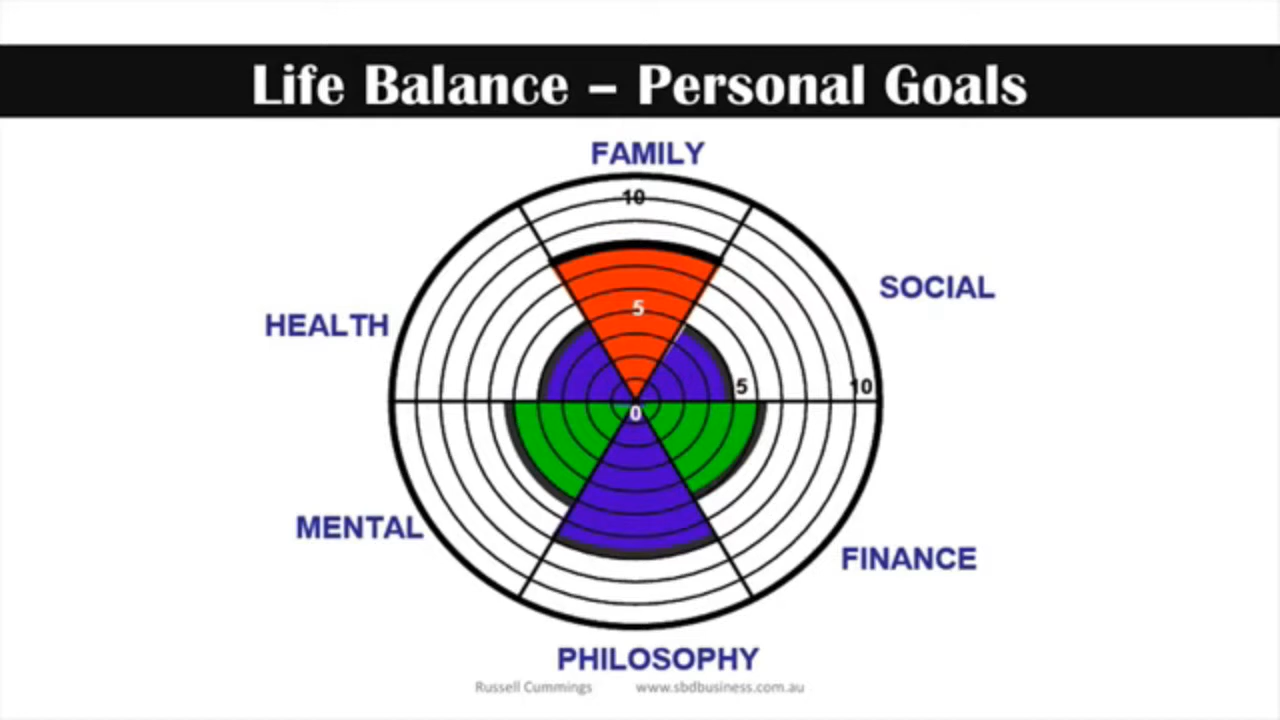 Life Balance – Personal Goals
FAMILY
10
SOCIAL
5
HEALTH
5
10
0
MENTAL
FINANCE
PHILOSOPHY
Russell Cummings www.sbdbusiness.com.au